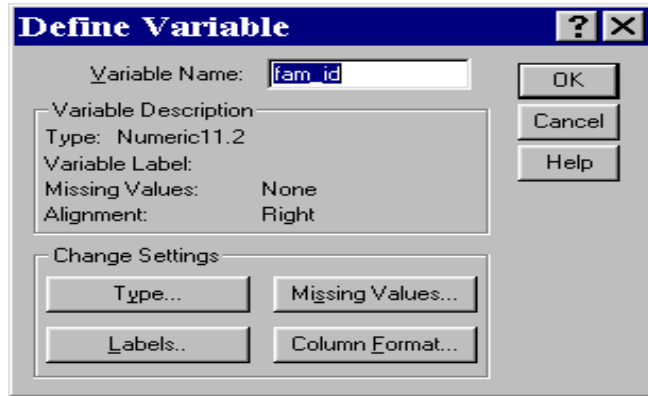 Define Variable
Variable Name: fam_id
OK
Variable Description
Cancel
Type: Numeric11.2
Variable Label:
Help
Missing Values: None
Alignment: Right
Change Settings
Type... Missing Values...
Labels.. Column Format...